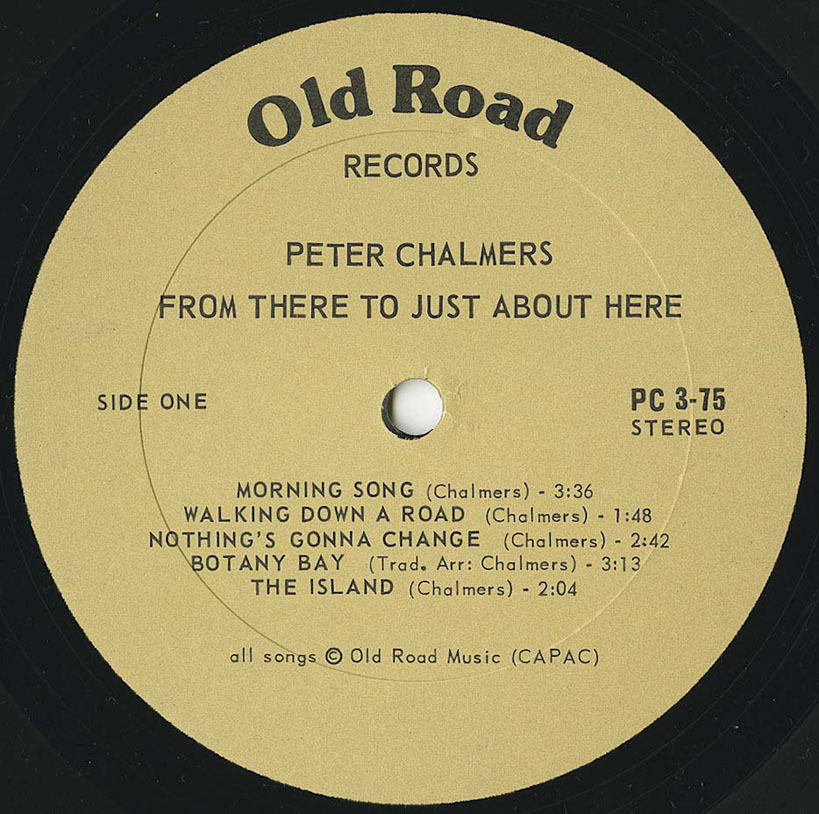 Old Road
RECORDS
PETER CHALMERS
FROM THERE TO JUST ABOUT HERE
SIDE ONE
PC 3-75
STEREO
MORNING SONG (Chalmers) - 3:36
WALKING DOWN A ROAD (Chalmers) - 1:48
NOTHING'S GONNA CHANGE (Chalmers) - 2:42
BOTANY BAY (Trad. Arr: Chalmers) - 3:13
THE ISLAND (Chalmers) - 2:04
all songs © Old Road Music (CAPAC)